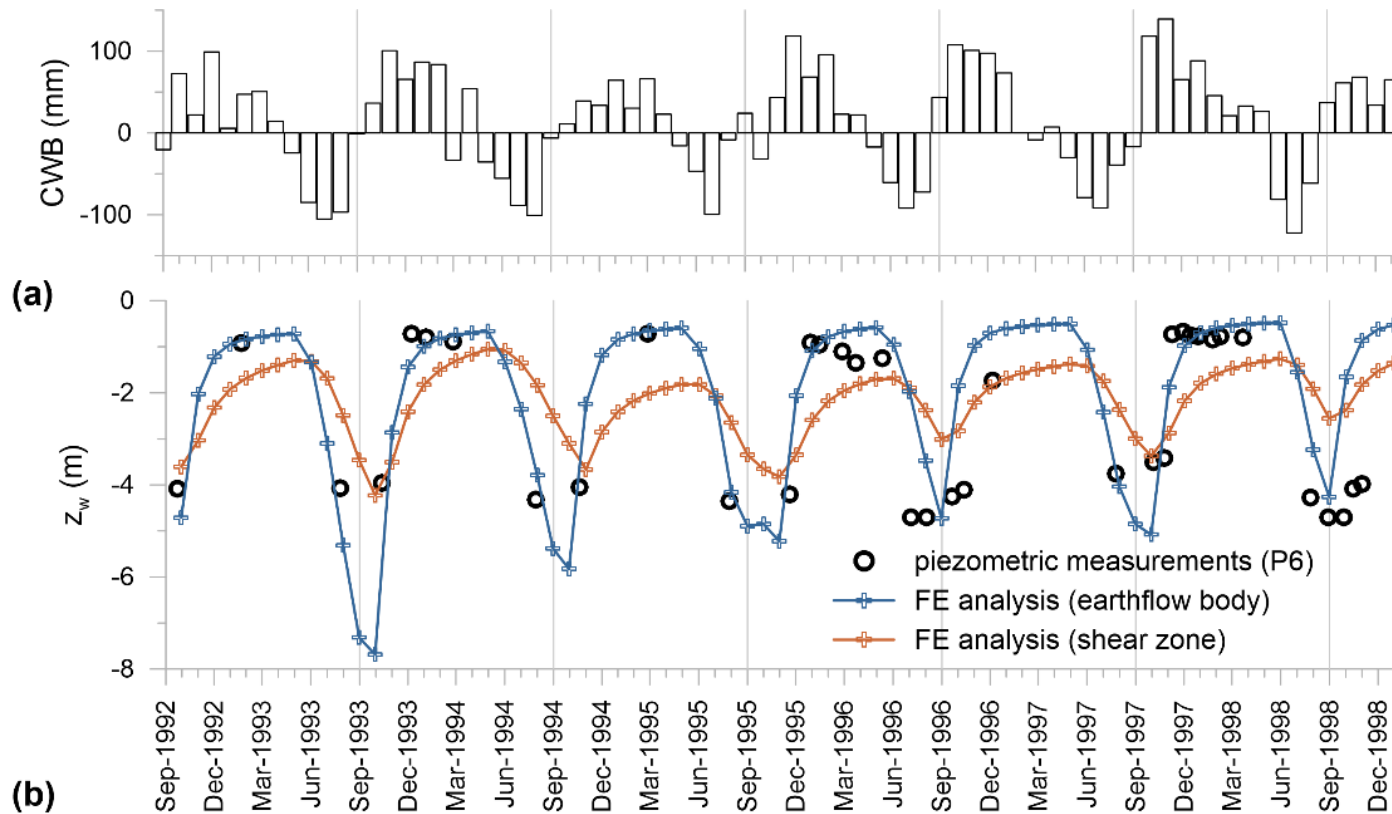 100
0
-100
CWB (mm)
(a)
0
-2
-4
-6
-8
z_w (m)
piezometric measurements (P6)
FE analysis (earthflow body)
FE analysis (shear zone)
Sep-1992
Dec-1992
Mar-1993
Jun-1993
Sep-1993
Dec-1993
Mar-1994
Jun-1994
Sep-1994
Dec-1994
Mar-1995
Jun-1995
Sep-1995
Dec-1995
Mar-1996
Jun-1996
Sep-1996
Dec-1996
Mar-1997
Jun-1997
Sep-1997
Dec-1997
Mar-1998
Jun-1998
Sep-1998
Dec-1998
(b)